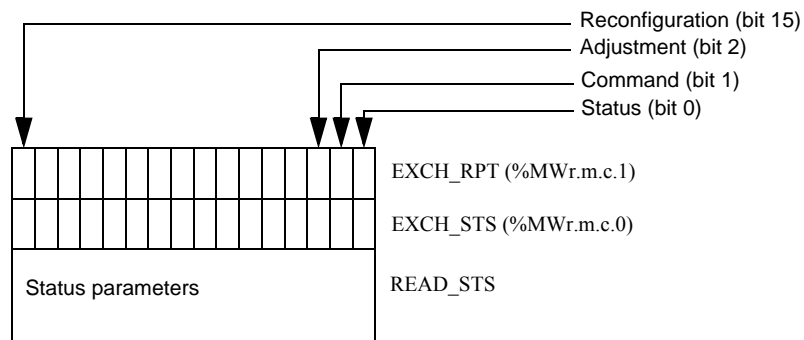 Reconfiguration (bit 15)
Adjustment (bit 2)
Command (bit 1)
Status (bit 0)
EXCH_RPT (%MWr.m.c.1)
EXCH_STS (%MWr.m.c.0)
Status parameters READ_STS